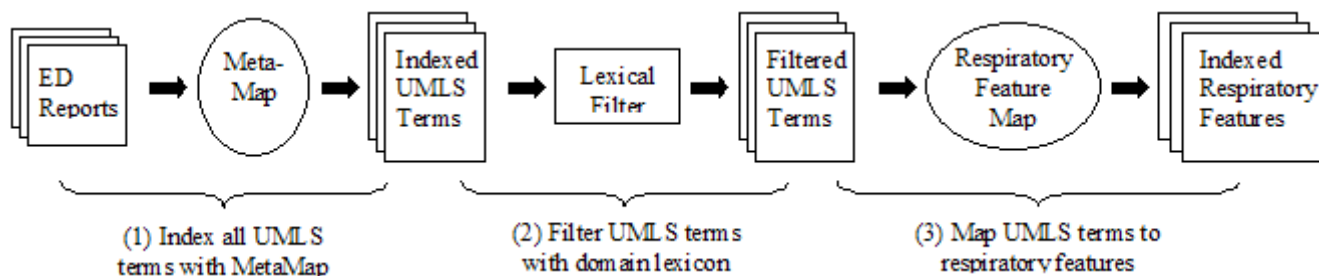 ED
Reports
Meta-
Map
Indexed
UMLS
Terms
Lexical
Filter
Filtered
UMLS
Terms
Respiratory
Feature
Map
Indexed
Respiratory
Features
(1) Index all UMLS
terms with MetaMap
(2) Filter UMLS terms
with domain lexicon
(3) Map UMLS terms to
respiratory features